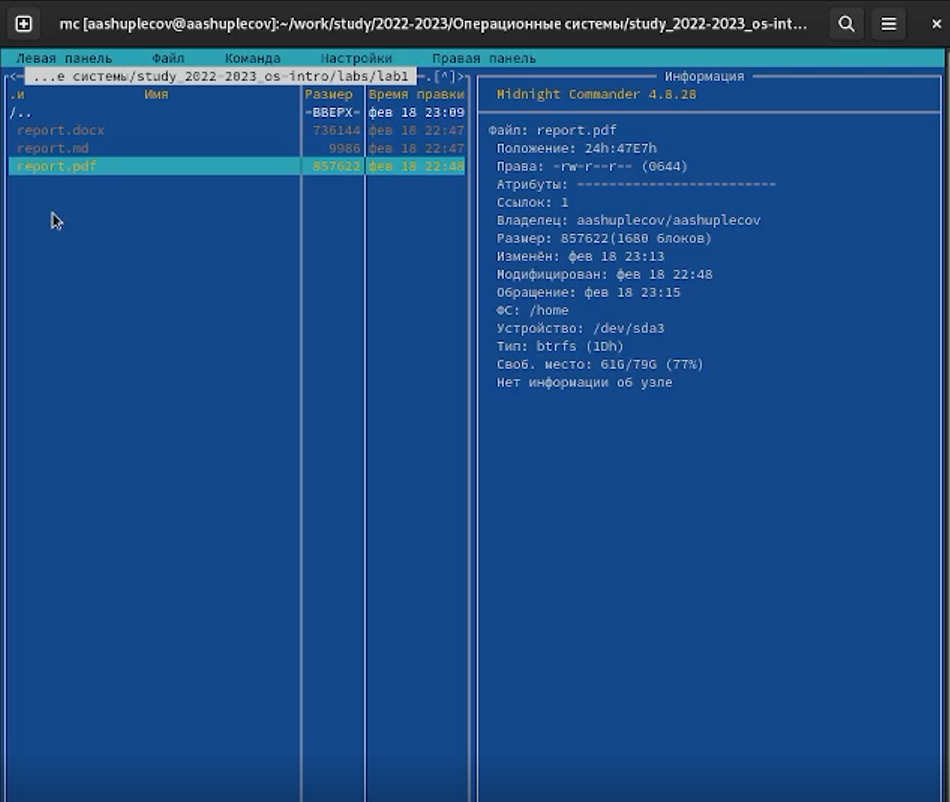 mc [aashuplecov@aashuplecov]:~/work/study/2022-2023/Операционные системы/study_2022-2023_os-int...
Левая панель Файл Команда Настройки Правая панель
<— ...е системы/study_2022-2023_os-intro/labs/lab1 —.[^]>
.и Имя Размер Время правки
/.. -ВВЕРХ- фев 18 23:09
report.docx 736144 фев 18 22:47
report.md 9986 фев 18 22:47
report.pdf 857622 фев 18 22:48
Информация
Midnight Commander 4.8.28
Файл: report.pdf
Положение: 24h:47E7h
Права: -rw-r--r-- (0644)
Атрибуты: -------------------------
Ссылок: 1
Владелец: aashuplecov/aashuplecov
Размер: 857622(1680 блоков)
Изменён: фев 18 23:13
Модифицирован: фев 18 22:48
Обращение: фев 18 23:15
ФС: /home
Устройство: /dev/sda3
Тип: btrfs (1Dh)
Своб. место: 61G/79G (77%)
Нет информации об узле